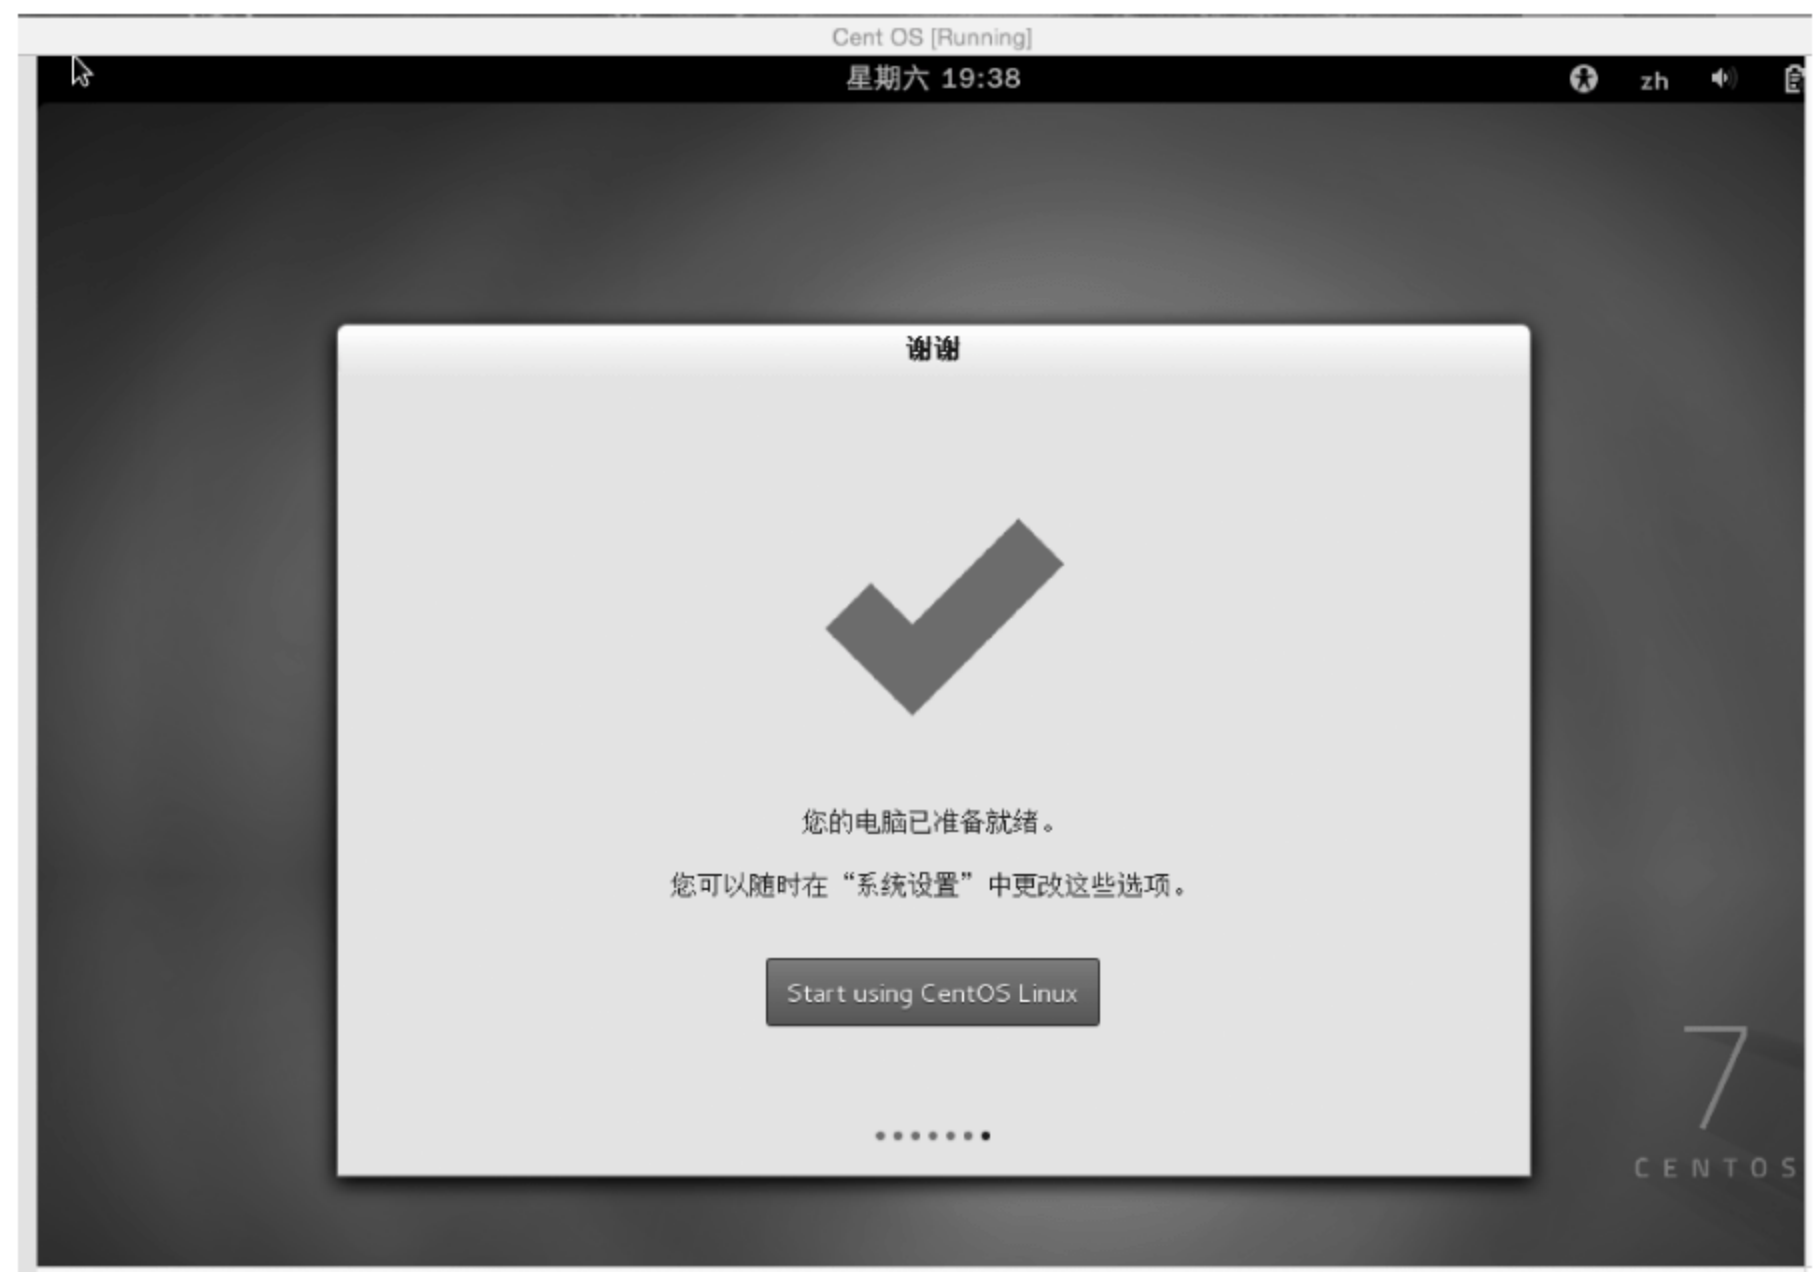 Cent OS [Running]
星期六 19:38
zh
谢谢
您的电脑已准备就绪。
您可以随时在“系统设置”中更改这些选项。
Start using CentOS Linux
7
CENTOS